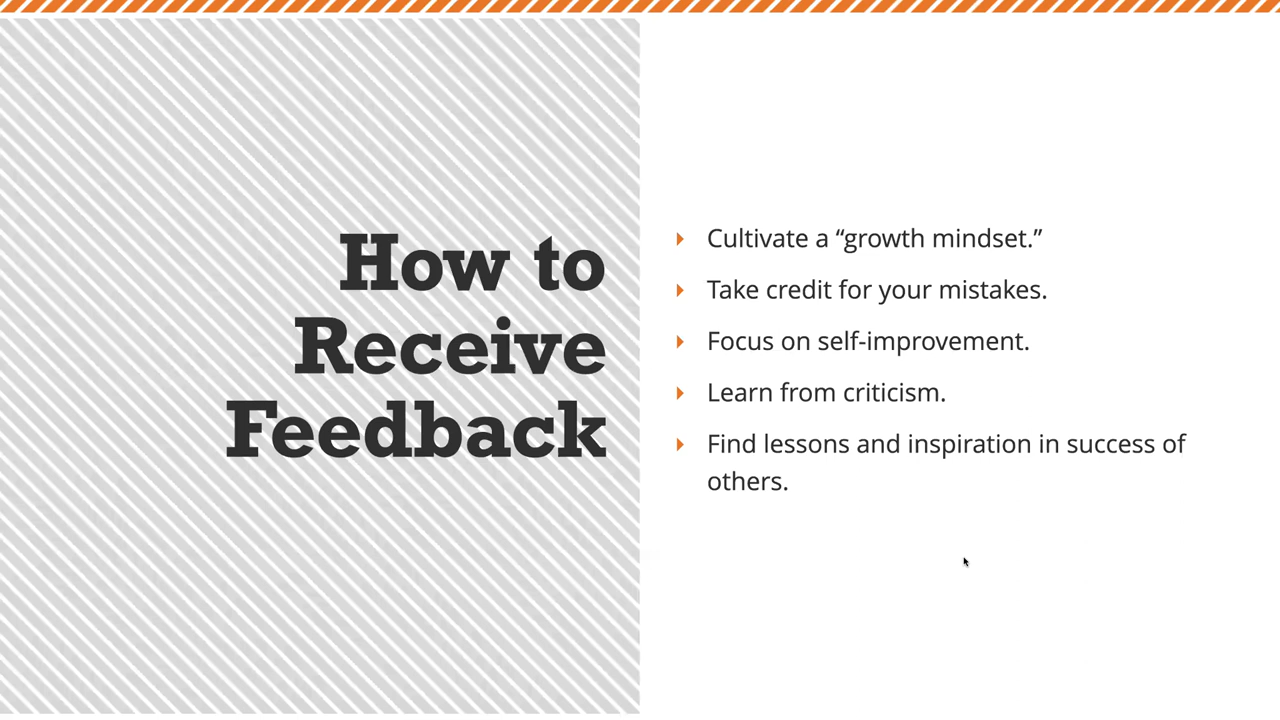 How to
Receive
Feedback
Cultivate a “growth mindset.”
Take credit for your mistakes.
Focus on self-improvement.
Learn from criticism.
Find lessons and inspiration in success of
others.